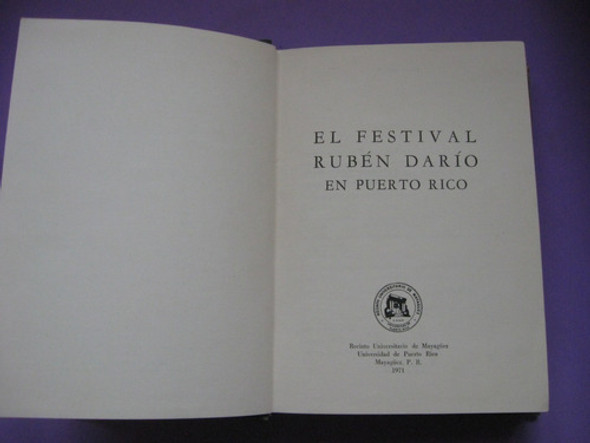 EL FESTIVAL
RUBÉN DARÍO
EN PUERTO RICO
Recinto Universitario de Mayagüez
Universidad de Puerto Rico
Mayagüez, P. R.
1971